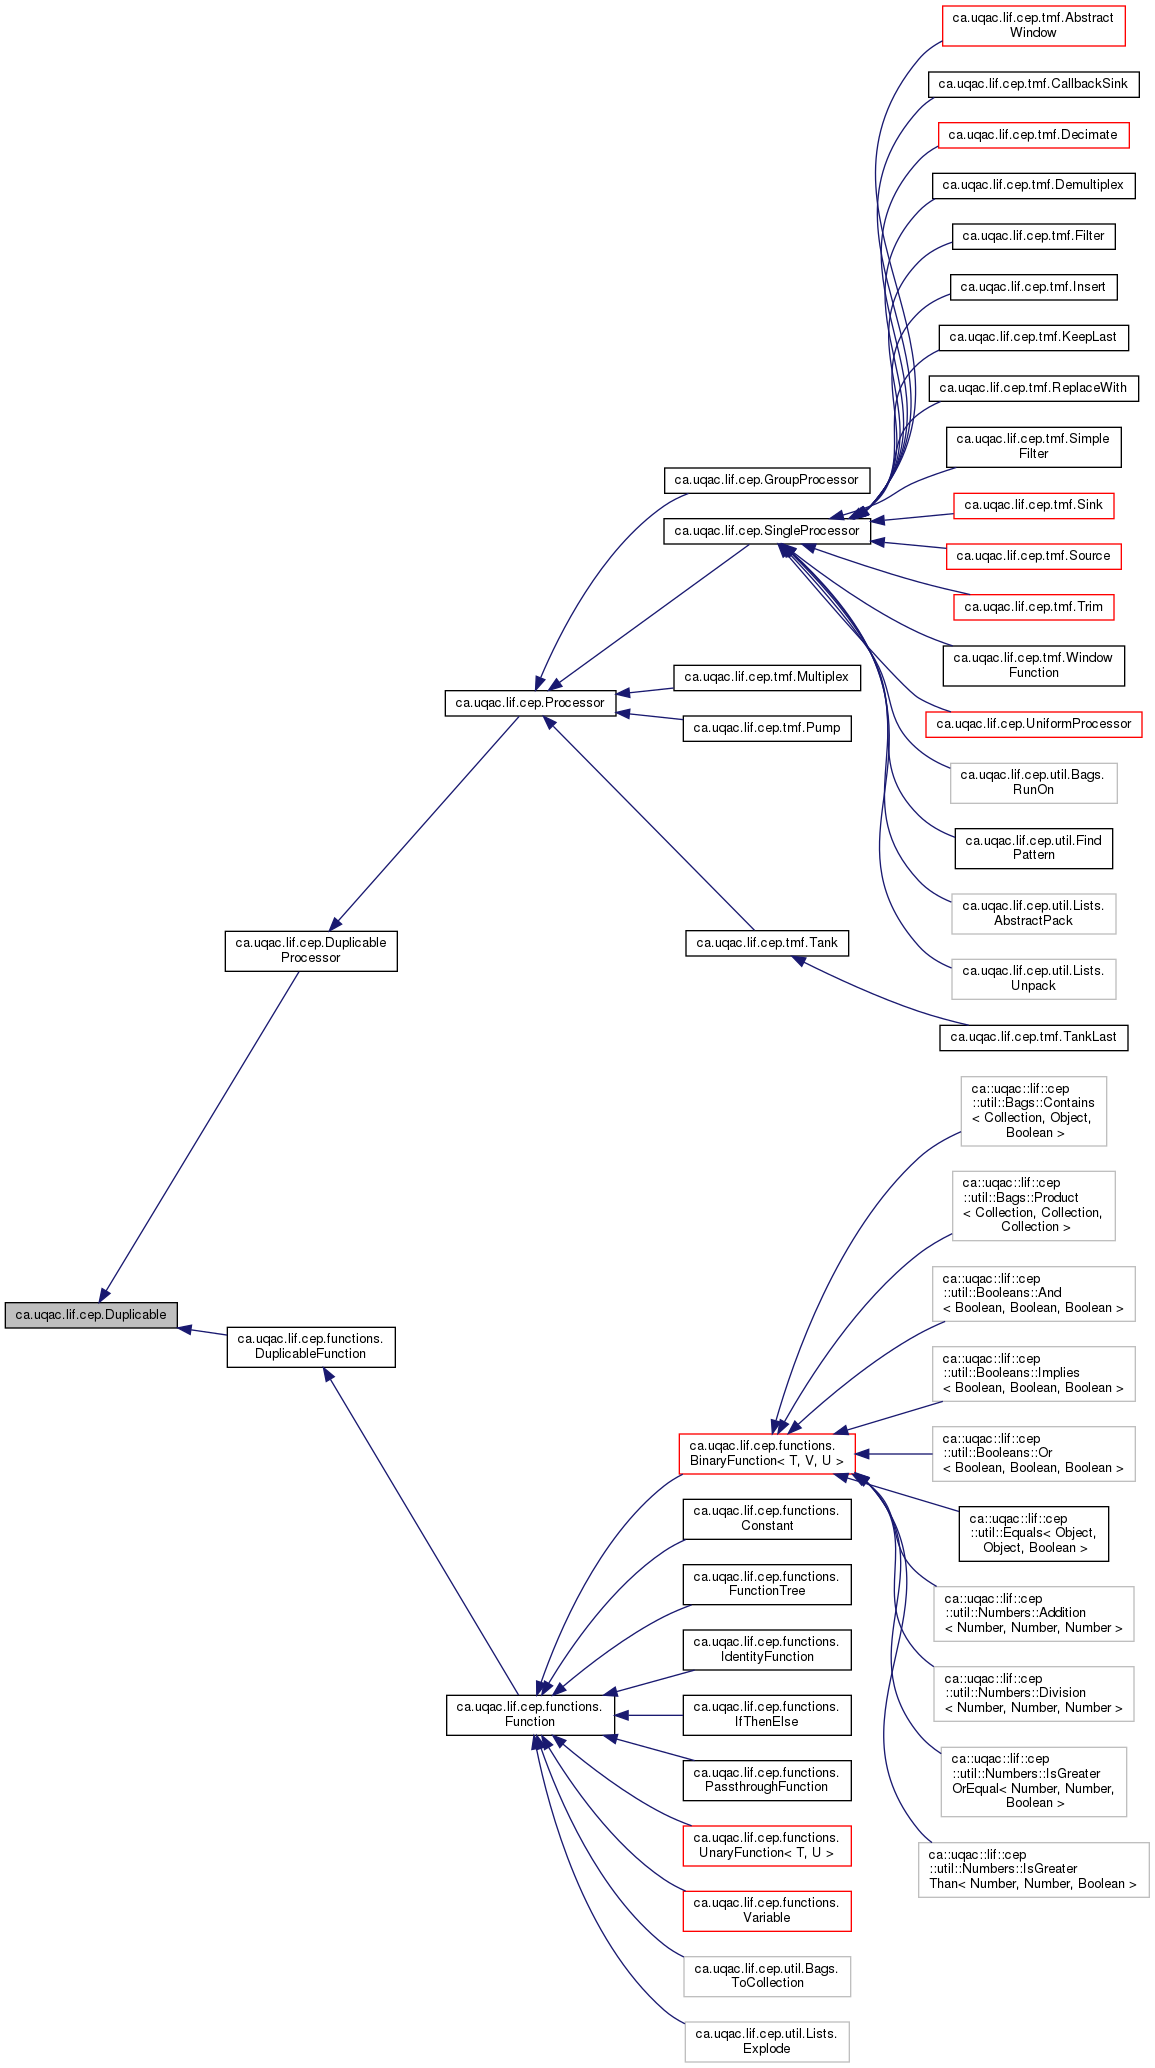 ca.uqac.lif.cep.tmf.Abstract
Window
ca.uqac.lif.cep.tmf.CallbackSink
ca.uqac.lif.cep.tmf.Decimate
ca.uqac.lif.cep.tmf.Demultiplex
ca.uqac.lif.cep.tmf.Filter
ca.uqac.lif.cep.tmf.Insert
ca.uqac.lif.cep.tmf.KeepLast
ca.uqac.lif.cep.tmf.ReplaceWith
ca.uqac.lif.cep.tmf.Simple
Filter
ca.uqac.lif.cep.GroupProcessor
ca.uqac.lif.cep.tmf.Sink
ca.uqac.lif.cep.SingleProcessor
ca.uqac.lif.cep.tmf.Source
ca.uqac.lif.cep.tmf.Trim
ca.uqac.lif.cep.tmf.Window
Function
ca.uqac.lif.cep.tmf.Multiplex
ca.uqac.lif.cep.Processor
ca.uqac.lif.cep.UniformProcessor
ca.uqac.lif.cep.tmf.Pump
ca.uqac.lif.cep.util.Bags.
RunOn
ca.uqac.lif.cep.util.Find
Pattern
ca.uqac.lif.cep.util.Lists.
AbstractPack
ca.uqac.lif.cep.Duplicable
Processor
ca.uqac.lif.cep.tmf.Tank
ca.uqac.lif.cep.util.Lists.
Unpack
ca.uqac.lif.cep.tmf.TankLast
ca::uqac::lif::cep
::util::Bags::Contains
< Collection, Object,
Boolean >
ca::uqac::lif::cep
::util::Bags::Product
< Collection, Collection,
Collection >
ca::uqac::lif::cep
::util::Booleans::And
< Boolean, Boolean, Boolean >
ca.uqac.lif.cep.Duplicable
ca.uqac.lif.cep.functions.
DuplicableFunction
ca::uqac::lif::cep
::util::Booleans::Implies
< Boolean, Boolean, Boolean >
ca.uqac.lif.cep.functions.
BinaryFunction< T, V, U >
ca::uqac::lif::cep
::util::Booleans::Or
< Boolean, Boolean, Boolean >
ca.uqac.lif.cep.functions.
Constant
ca::uqac::lif::cep
::util::Equals< Object,
Object, Boolean >
ca.uqac.lif.cep.functions.
FunctionTree
ca::uqac::lif::cep
::util::Numbers::Addition
< Number, Number, Number >
ca.uqac.lif.cep.functions.
IdentityFunction
ca::uqac::lif::cep
::util::Numbers::Division
< Number, Number, Number >
ca.uqac.lif.cep.functions.
Function
ca.uqac.lif.cep.functions.
IfThenElse
ca.uqac.lif.cep.functions.
PassthroughFunction
ca::uqac::lif::cep
::util::Numbers::IsGreater
OrEqual< Number, Number,
Boolean >
ca.uqac.lif.cep.functions.
UnaryFunction< T, U >
ca::uqac::lif::cep
::util::Numbers::IsGreater
Than< Number, Number, Boolean >
ca.uqac.lif.cep.functions.
Variable
ca.uqac.lif.cep.util.Bags.
ToCollection
ca.uqac.lif.cep.util.Lists.
Explode